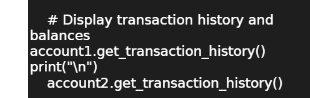 # Display transaction history and
balances
account1.get_transaction_history()
print("\n")
account2.get_transaction_history()